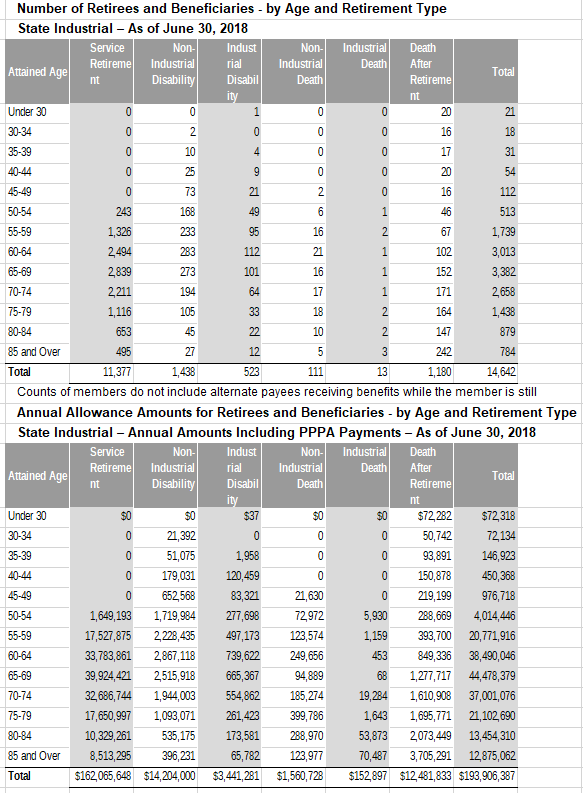 Number of Retirees and Beneficiaries - by Age and Retirement Type
State Industrial – As of June 30, 2018
Attained Age Service Retireme nt Non-Industrial Disability Indust rial Disabil ity Non-Industrial Death Industrial Death Death After Retireme nt Total
Under 30 0 0 1 0 0 20 21
30-34 0 2 0 0 0 16 18
35-39 0 10 4 0 0 17 31
40-44 0 25 9 0 0 20 54
45-49 0 73 21 2 0 16 112
50-54 243 168 49 6 1 46 513
55-59 1,326 233 95 16 2 67 1,739
60-64 2,494 283 112 21 1 102 3,013
65-69 2,839 273 101 16 1 152 3,382
70-74 2,211 194 64 17 1 171 2,658
75-79 1,116 105 33 18 2 164 1,438
80-84 653 45 22 10 2 147 879
85 and Over 495 27 12 5 3 242 784
Total 11,377 1,438 523 111 13 1,180 14,642
Counts of members do not include alternate payees receiving benefits while the member is still
Annual Allowance Amounts for Retirees and Beneficiaries - by Age and Retirement Type
State Industrial – Annual Amounts Including PPPA Payments – As of June 30, 2018
Attained Age Service Retireme nt Non-Industrial Disability Indust rial Disabil ity Non-Industrial Death Industrial Death Death After Retireme nt Total
Under 30 $0 $0 $37 $0 $0 $72,282 $72,318
30-34 0 21,392 0 0 0 50,742 72,134
35-39 0 51,075 1,958 0 0 93,891 146,923
40-44 0 179,031 120,459 0 0 150,878 450,368
45-49 0 652,568 83,321 21,630 0 219,199 976,718
50-54 1,649,193 1,719,984 277,698 72,972 5,930 288,669 4,014,446
55-59 17,527,875 2,228,435 497,173 123,574 1,159 393,700 20,771,916
60-64 33,783,861 2,867,118 739,622 249,656 453 849,336 38,490,046
65-69 39,924,421 2,515,918 665,367 94,889 68 1,277,717 44,478,379
70-74 32,686,744 1,944,003 554,862 185,274 19,284 1,610,908 37,001,076
75-79 17,650,997 1,093,071 261,423 399,786 1,643 1,695,771 21,102,690
80-84 10,329,261 535,175 173,581 288,970 53,873 2,073,449 13,454,310
85 and Over 8,513,295 396,231 65,782 123,977 70,487 3,705,291 12,875,062
Total $162,065,648 $14,204,000 $3,441,281 $1,560,728 $152,897 $12,481,833 $193,906,387